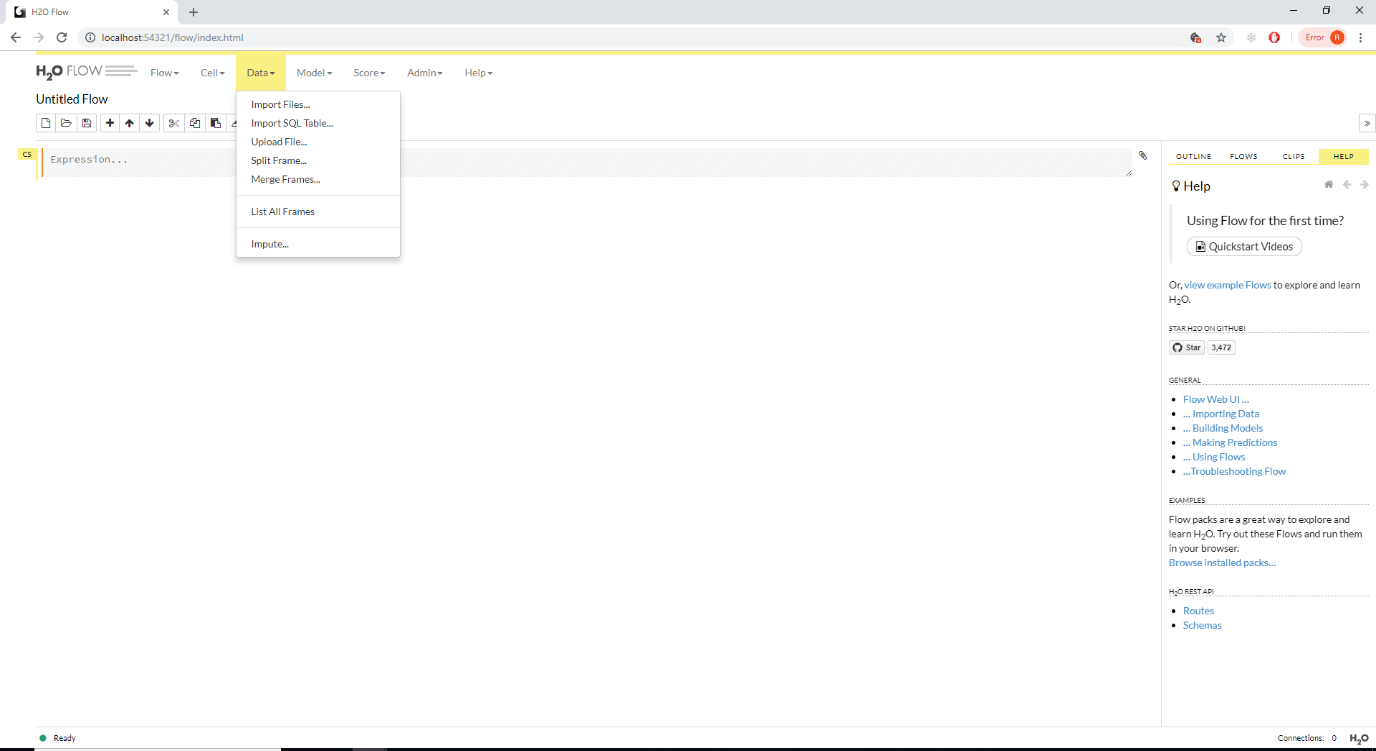 H2O Flow
localhost:54321/flow/index.html
Error R
H2O FLOW
Flow Cell Data Model Score Admin Help
Untitled Flow
Import Files...
Import SQL Table...
Upload File...
Split Frame...
Merge Frames...
List All Frames
Impute...
CS
Expression...
OUTLINE FLOWS CLIPS HELP
Help
Using Flow for the first time?
Quickstart Videos
Or, view example Flows to explore and learn
H2O.
STAR H2O ON GITHUB!
Star 3,472
GENERAL
Flow Web UI ...
... Importing Data
... Building Models
... Making Predictions
... Using Flows
...Troubleshooting Flow
EXAMPLES
Flow packs are a great way to explore and
learn H2O. Try out these Flows and run them
in your browser.
Browse installed packs...
H2O REST API
Routes
Schemas
Ready
Connections: 0 H2O